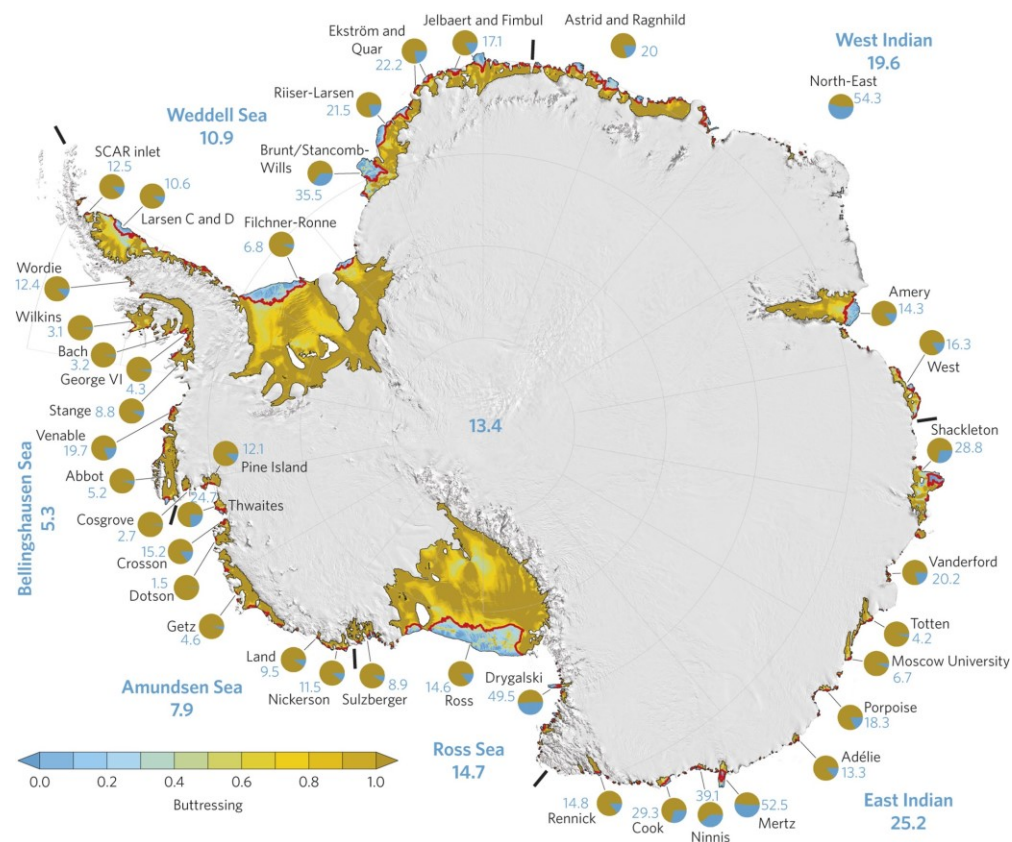 Jelbaert and Fimbul
17.1
Astrid and Ragnhild
20
Ekström and
Quar
22.2
West Indian
19.6
North-East
54.3
Riiser-Larsen
21.5
Weddell Sea
10.9
Brunt/Stancomb-
Wills
35.5
SCAR inlet
12.5
10.6
Larsen C and D
Filchner-Ronne
6.8
Wordie
12.4
Wilkins
3.1
Bach
3.2
George VI
4.3
Stange 8.8
Venable
19.7
Abbot
5.2
Cosgrove
2.7
Bellingshausen Sea
5.3
12.1
Pine Island
24.7
Thwaites
15.2
Crosson
1.5
Dotson
Getz
4.6
13.4
Amery
14.3
16.3
West
Shackleton
28.8
Vanderford
20.2
Totten
4.2
Moscow University
6.7
Porpoise
18.3
Adélie
13.3
East Indian
25.2
Land
9.5
11.5
Nickerson
8.9
Sulzberger
14.6
Ross
Drygalski
49.5
Amundsen Sea
7.9
Ross Sea
14.7
14.8
Rennick
29.3
Cook
39.1
Ninnis
52.5
Mertz
0.0 0.2 0.4 0.6 0.8 1.0
Buttressing